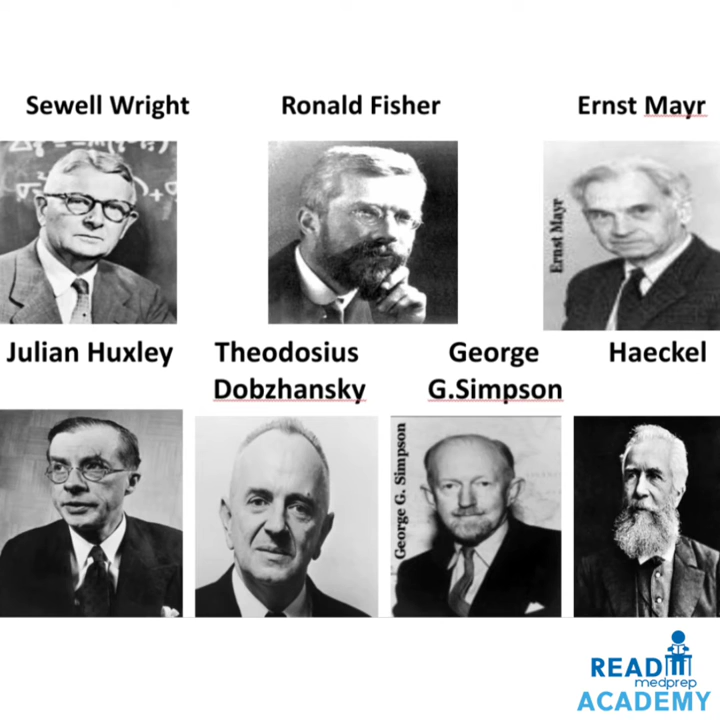 Sewell Wright
Ronald Fisher
Ernst Mayr
Ernst Mayr
Julian Huxley
Theodosius
Dobzhansky
George
G.Simpson
Haeckel
George G. Simpson
READ
medprep
ACADEMY